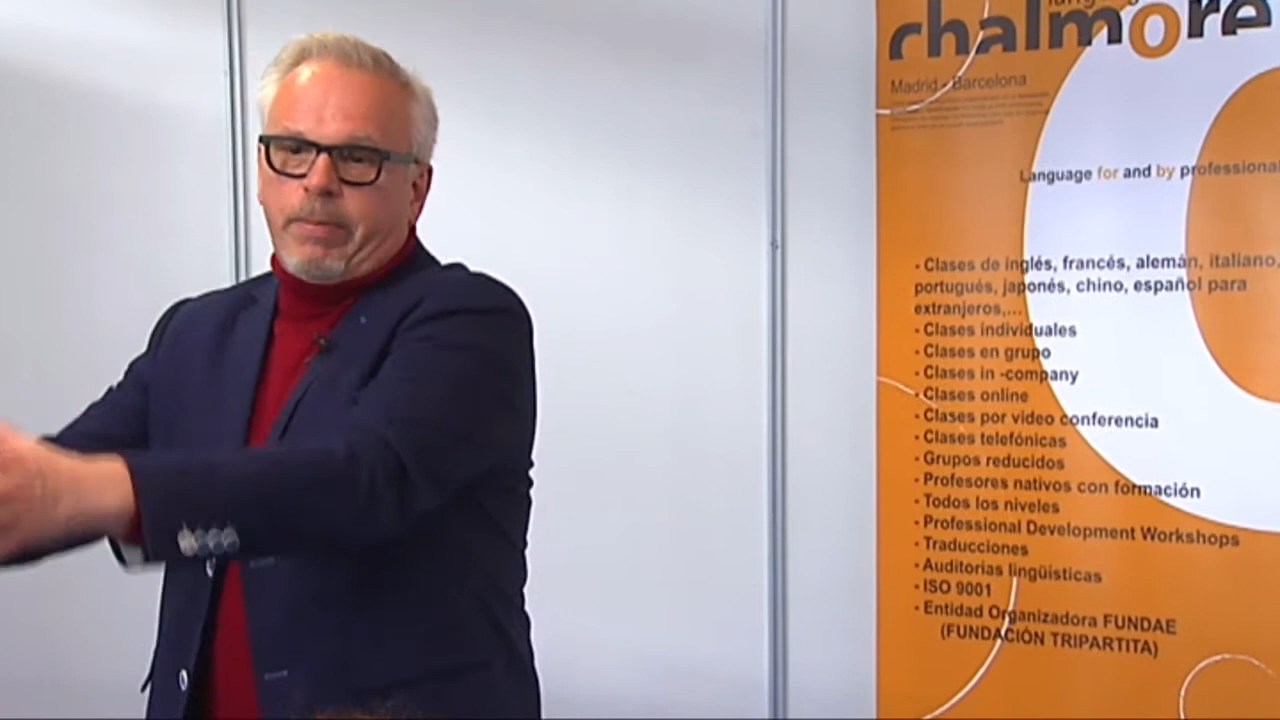 chalmore
Madrid - Barcelona
Language for and by professional
- Clases de inglés, francés, alemán, italiano,
portugués, japonés, chino, español para
extranjeros,...
- Clases individuales
- Clases en grupo
- Clases in -company
- Clases online
- Clases por video conferencia
- Clases telefónicas
- Grupos reducidos
- Profesores nativos con formación
- Todos los niveles
- Professional Development Workshops
- Traducciones
- Auditorias lingüisticas
- ISO 9001
- Entidad Organizadora FUNDAE
(FUNDACIÓN TRIPARTITA)